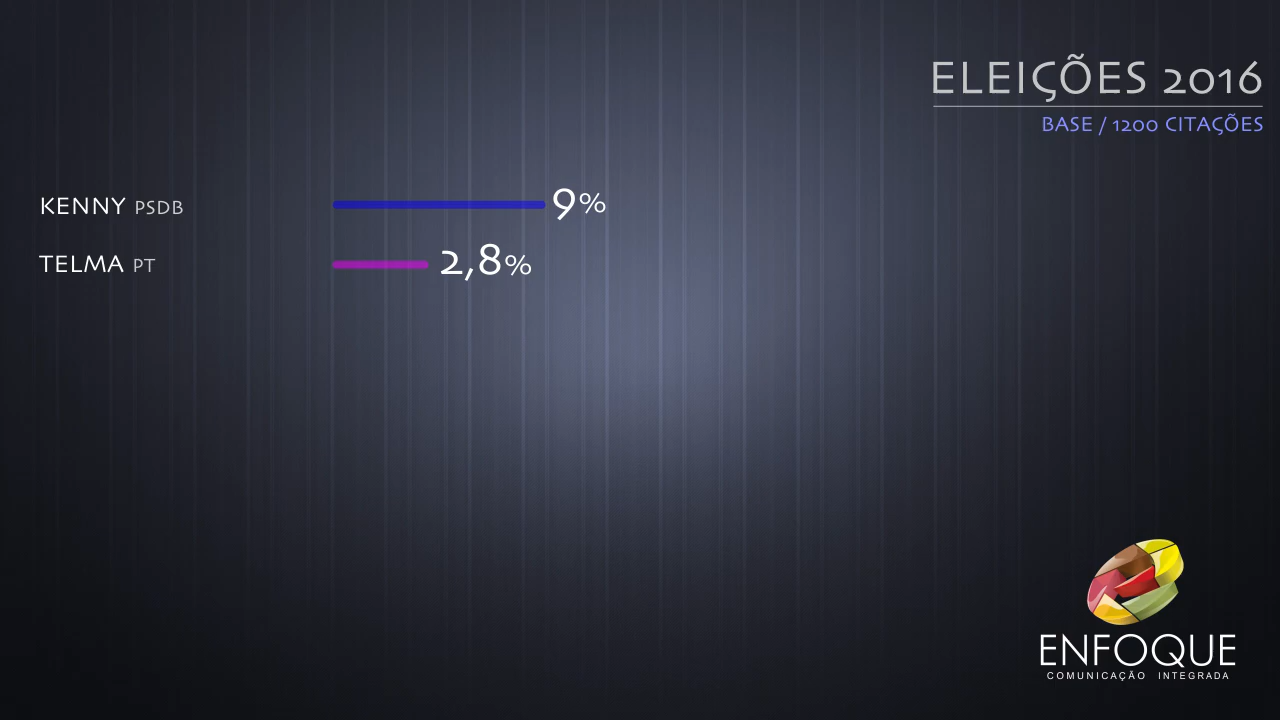 ELEIÇÕES 2016
BASE / 1200 CITAÇÕES
KENNY PSDB 9%
TELMA PT 2,8%
ENFOQUE
COMUNICAÇÃO INTEGRADA